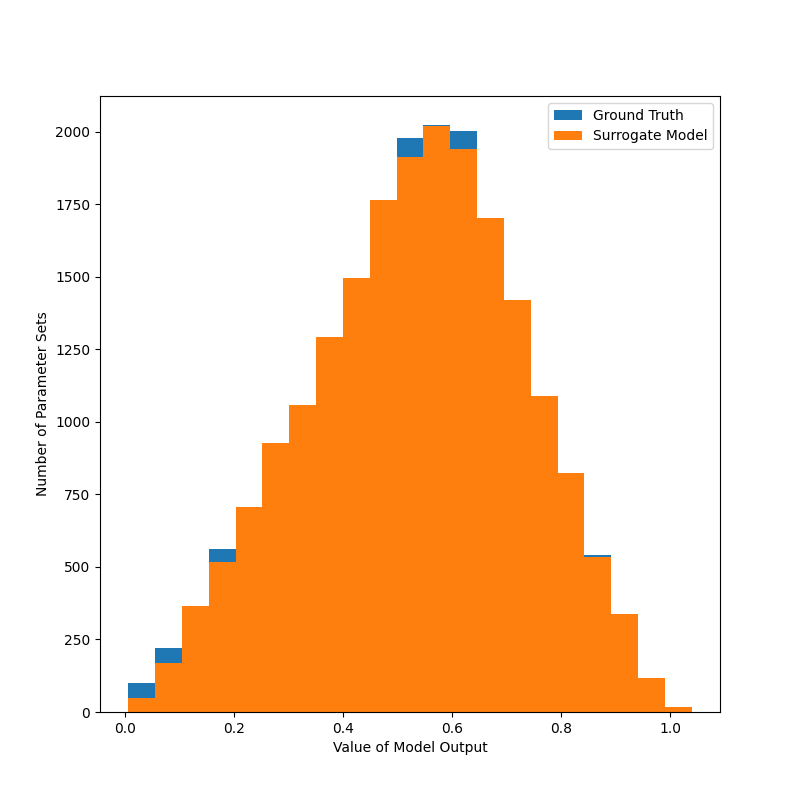 Ground Truth
Surrogate Model
Number of Parameter Sets
2000
1750
1500
1250
1000
750
500
250
0
0.0 0.2 0.4 0.6 0.8 1.0
Value of Model Output